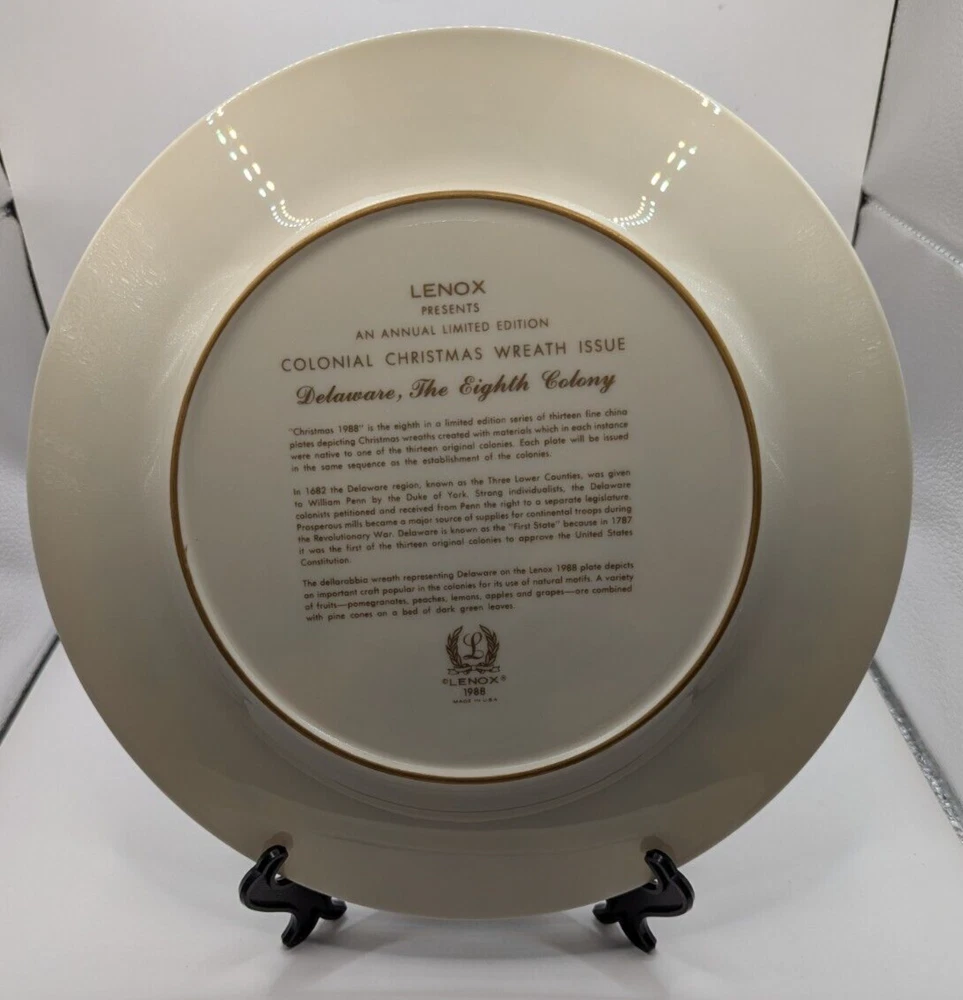 LENOX
PRESENTS
AN ANNUAL LIMITED EDITION
COLONIAL CHRISTMAS WREATH ISSUE
Delaware, The Eighth Colony
"Christmas 1988" is the eighth in a limited edition series of thirteen fine china
plates depicting Christmas wreaths created with materials which in each instance
were native to one of the thirteen original colonies. Each plate will be issued
in the same sequence as the establishment of the colonies.
In 1682 the Delaware region, known as the Three Lower Counties, was given
to William Penn by the Duke of York. Strong individualists, the Delaware
colonists petitioned and received from Penn the right to a separate legislature.
Prosperous mills became a major source of supplies for continental troops during
the Revolutionary War. Delaware is known as the "First State" because in 1787
it was the first of the thirteen original colonies to approve the United States
Constitution.
The dellarobbia wreath representing Delaware on the Lenox 1988 plate depicts
an important craft popular in the colonies for its use of natural motifs. A variety
of fruits—pomegranates, peaches, lemons, apples and grapes—are combined
with pine cones on a bed of dark green leaves.
L
©LENOX®
1988
MADE IN U.S.A.